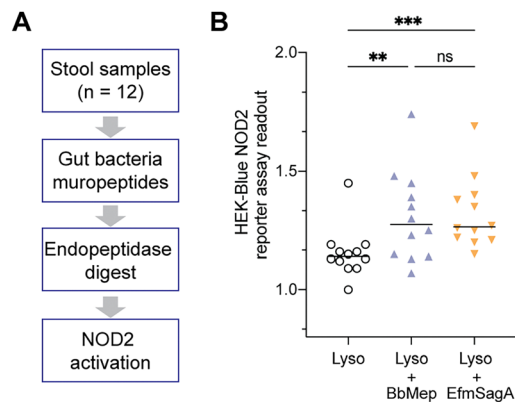 A
Stool samples
(n = 12)
Gut bacteria
muropeptides
Endopeptidase
digest
NOD2
activation
B
HEK-Blue NOD2
reporter assay readout
2.0
1.5
1.0
***
**
ns
Lyso
Lyso
+
BbMep
Lyso
+
EfmSagA